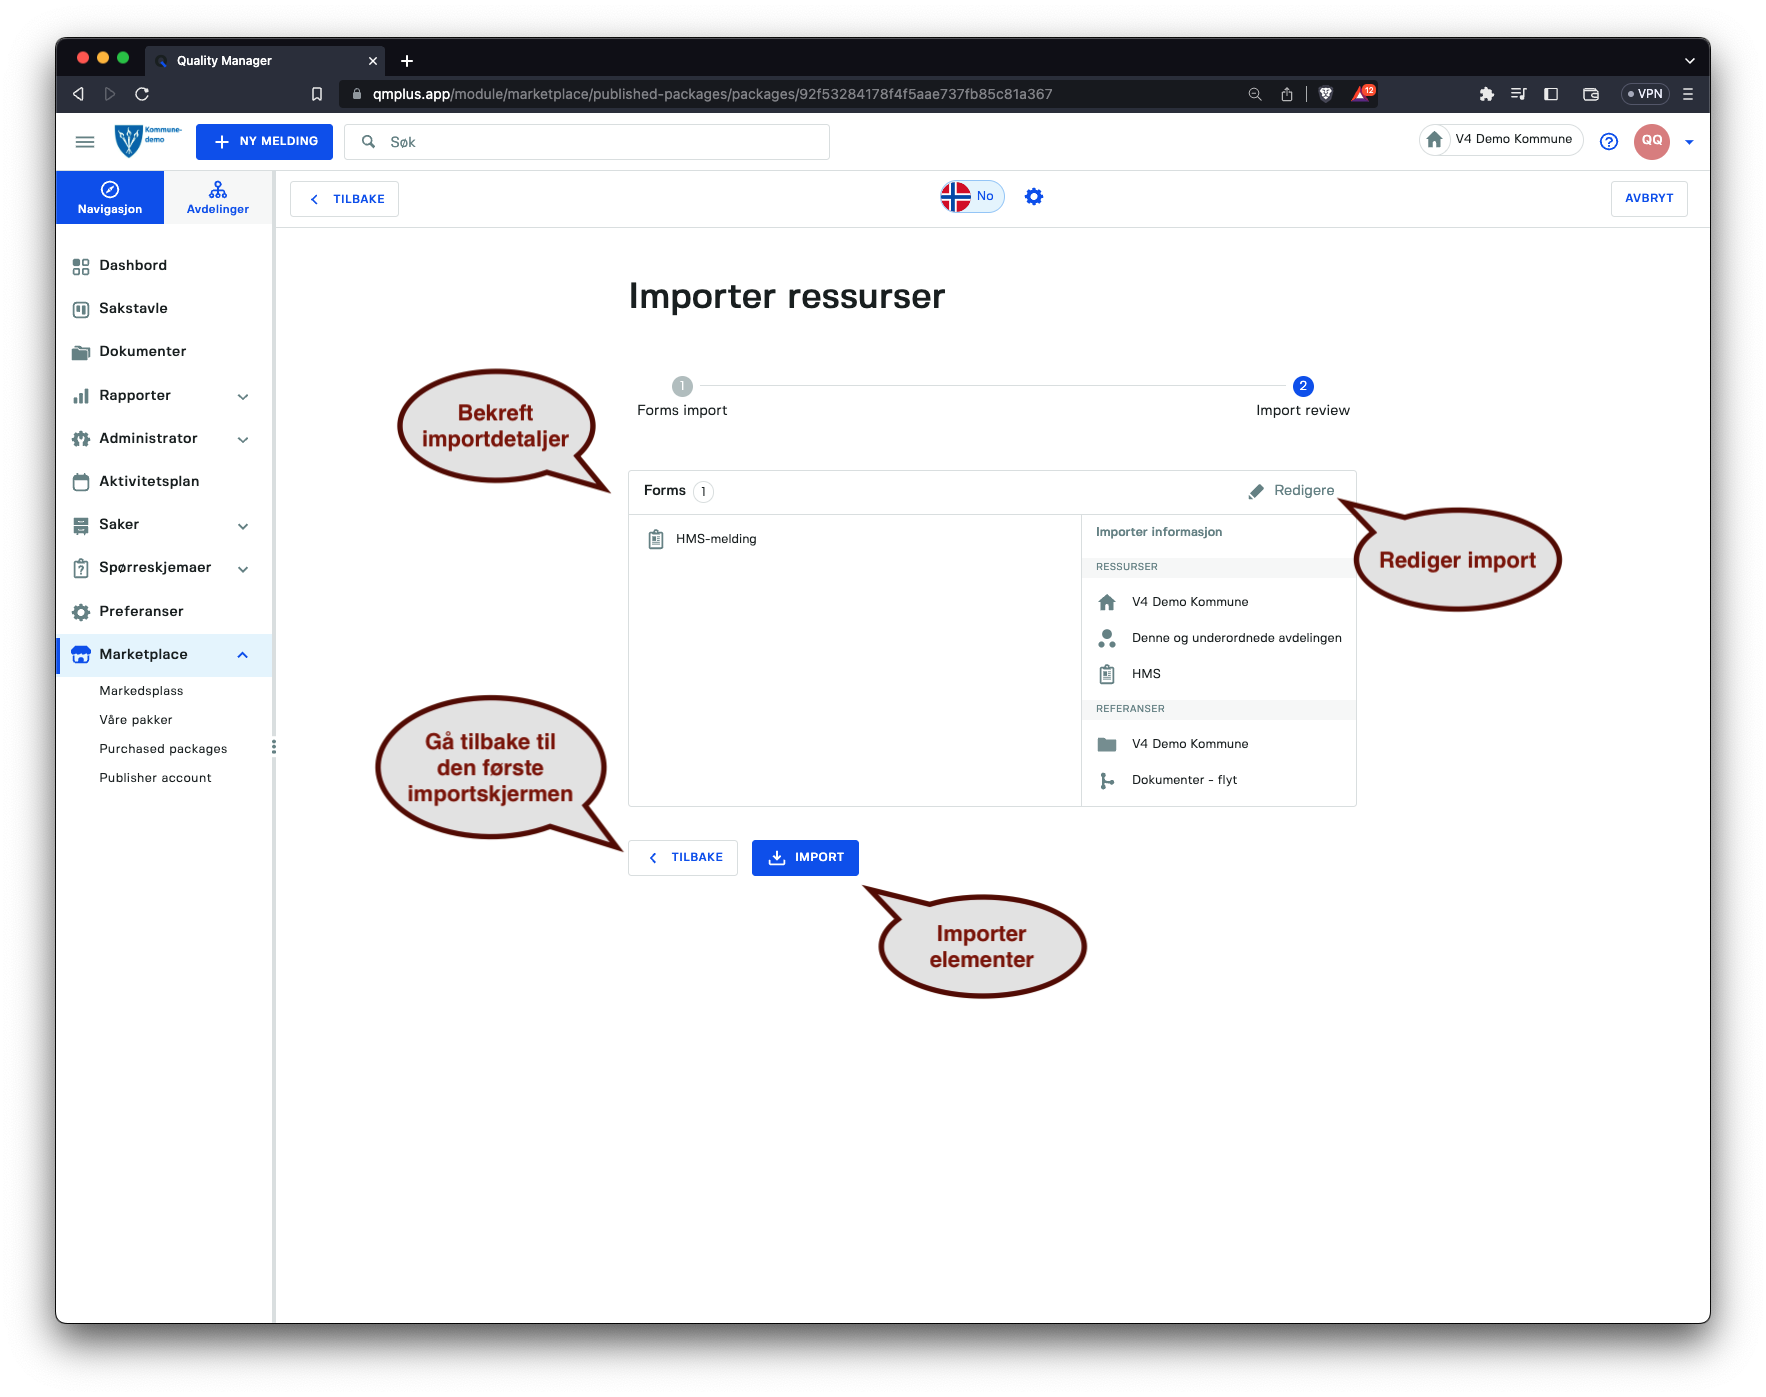 Quality Manager
qmplus.app/module/marketplace/published-packages/packages/92f53284178f4f5aae737fb85c81a367
12
VPN
Kommune-
demo
NY MELDING
Søk
V4 Demo Kommune
QQ
Navigasjon
Avdelinger
TILBAKE
No
AVBRYT
Dashbord
Sakstavle
Dokumenter
Rapporter
Administrator
Aktivitetsplan
Saker
Spørreskjemaer
Preferanser
Marketplace
Markedsplass
Våre pakker
Purchased packages
Publisher account
Importer ressurser
1
Forms import
2
Import review
Bekreft
importdetaljer
Forms 1
Redigere
Rediger import
HMS-melding
Importer informasjon
RESSURSER
V4 Demo Kommune
Denne og underordnede avdelingen
HMS
REFERANSER
V4 Demo Kommune
Dokumenter - flyt
Gå tilbake til
den første
importskjermen
TILBAKE
IMPORT
Importer
elementer